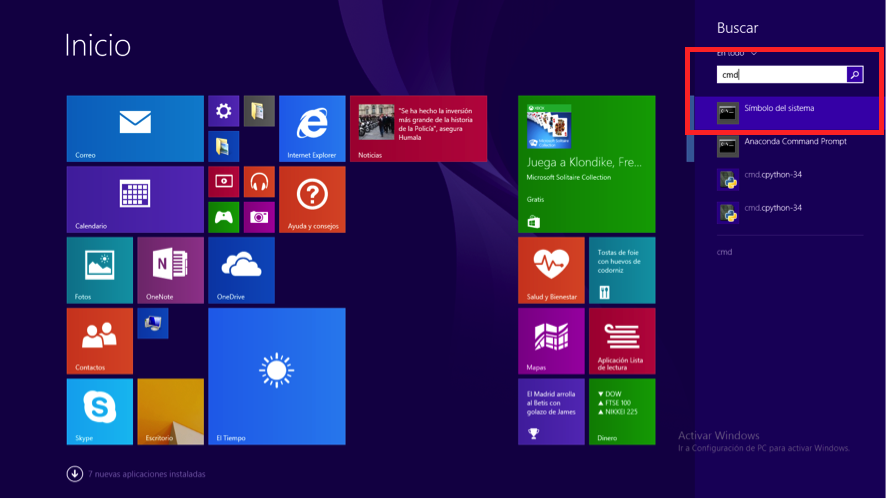 Inicio
Correo
Internet Explorer
"Se ha hecho la inversión
más grande de la historia
de la Policía", asegura
Humala
Noticias
Calendario
Ayuda y consejos
Fotos
OneNote
OneDrive
Contactos
Skype
Escritorio
El Tiempo
7 nuevas aplicaciones instaladas
XBOX
Juega a Klondike, Fre...
Microsoft Solitaire Collection
Gratis
Salud y Bienestar
Tostas de foie
con huevos de
codorniz
Mapas
Aplicación Lista
de lectura
El Madrid arrolla
al Betis con
golazo de James
▼ DOW
▲ FTSE 100
▲ NIKKEI 225
Dinero
Buscar
En todo
cmd
Símbolo del sistema
Anaconda Command Prompt
cmd.cpython-34
cmd.cpython-34
cmd
Activar Windows
Ir a Configuración de PC para activar Windows.